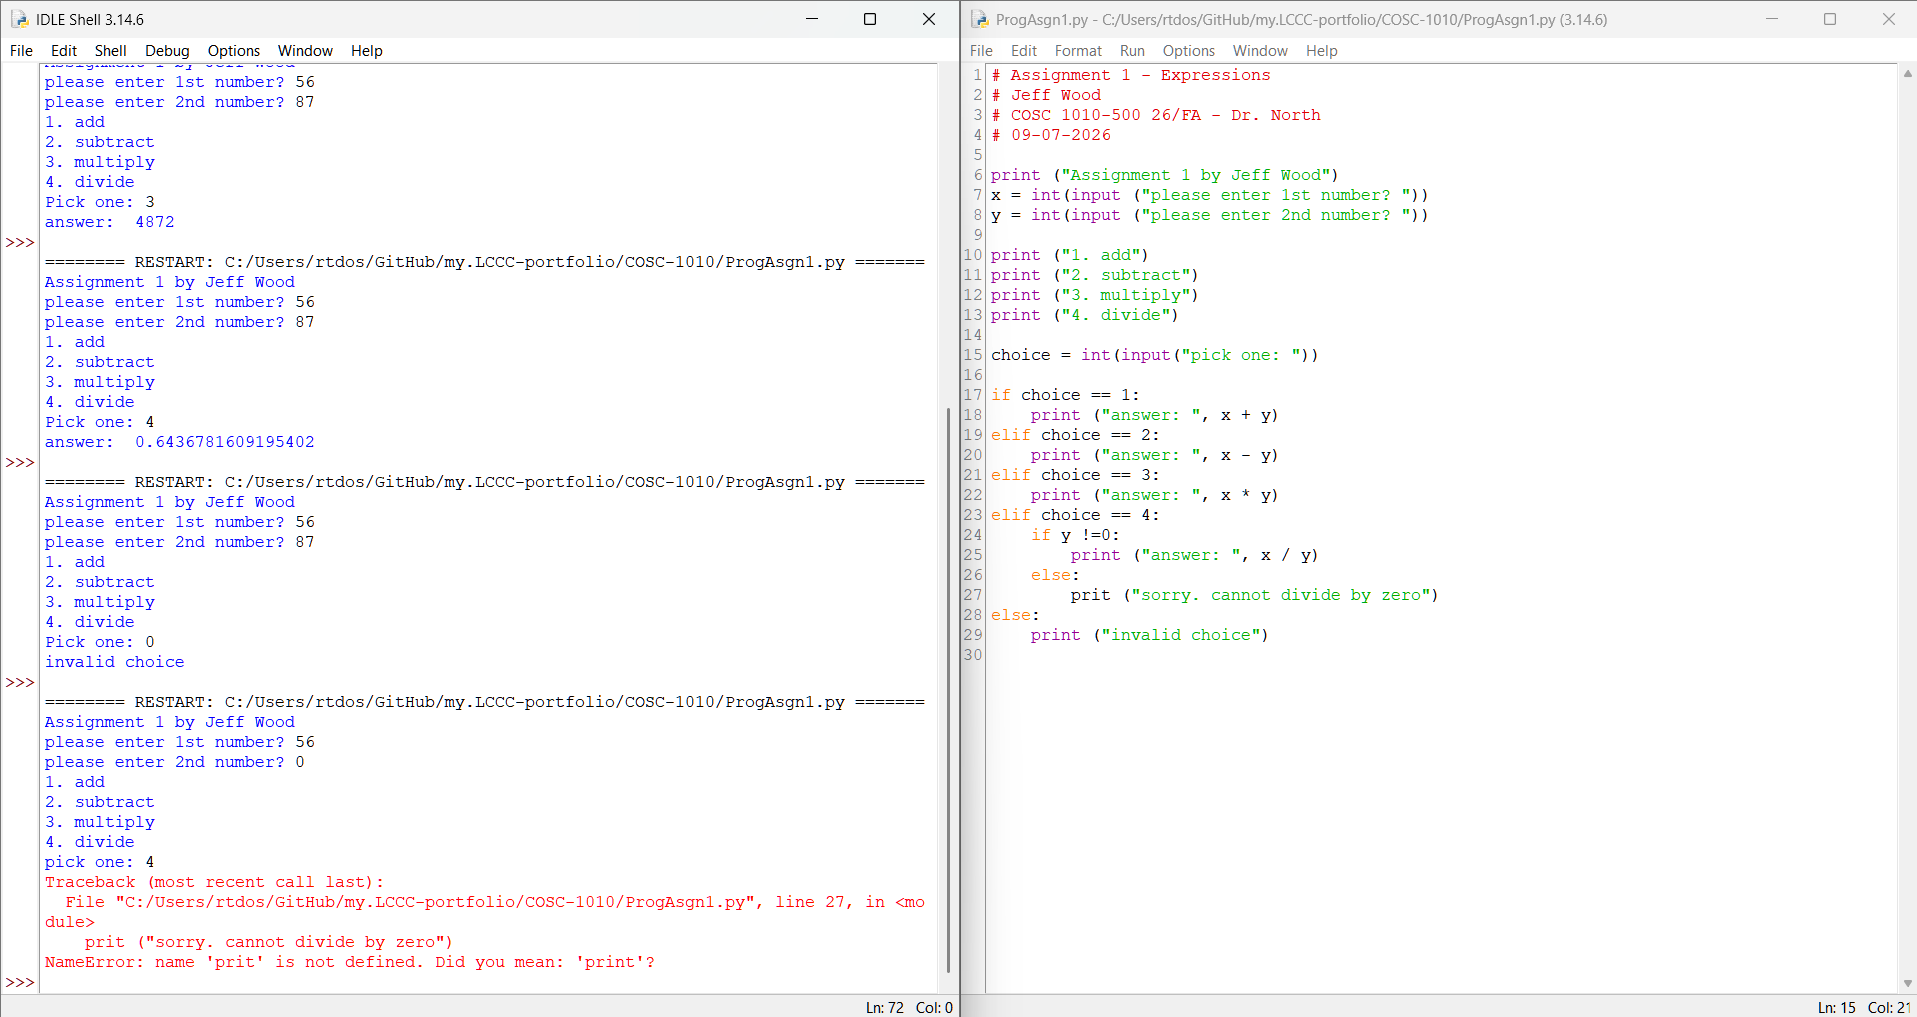 IDLE Shell 3.14.6
File Edit Shell Debug Options Window Help
Assignment 1 by Jeff Wood
please enter 1st number? 56
please enter 2nd number? 87
1. add
2. subtract
3. multiply
4. divide
Pick one: 3
answer:  4872
>>>
======== RESTART: C:/Users/rtdos/GitHub/my.LCCC-portfolio/COSC-1010/ProgAsgn1.py =======
Assignment 1 by Jeff Wood
please enter 1st number? 56
please enter 2nd number? 87
1. add
2. subtract
3. multiply
4. divide
Pick one: 4
answer:  0.6436781609195402
>>>
======== RESTART: C:/Users/rtdos/GitHub/my.LCCC-portfolio/COSC-1010/ProgAsgn1.py =======
Assignment 1 by Jeff Wood
please enter 1st number? 56
please enter 2nd number? 87
1. add
2. subtract
3. multiply
4. divide
Pick one: 0
invalid choice
>>>
======== RESTART: C:/Users/rtdos/GitHub/my.LCCC-portfolio/COSC-1010/ProgAsgn1.py =======
Assignment 1 by Jeff Wood
please enter 1st number? 56
please enter 2nd number? 0
1. add
2. subtract
3. multiply
4. divide
pick one: 4
Traceback (most recent call last):
  File "C:/Users/rtdos/GitHub/my.LCCC-portfolio/COSC-1010/ProgAsgn1.py", line 27, in <mo
dule>
    prit ("sorry. cannot divide by zero")
NameError: name 'prit' is not defined. Did you mean: 'print'?
>>>
Ln: 72 Col: 0
ProgAsgn1.py - C:/Users/rtdos/GitHub/my.LCCC-portfolio/COSC-1010/ProgAsgn1.py (3.14.6)
File Edit Format Run Options Window Help
1 # Assignment 1 - Expressions
2 # Jeff Wood
3 # COSC 1010-500 26/FA - Dr. North
4 # 09-07-2026
5
6 print ("Assignment 1 by Jeff Wood")
7 x = int(input ("please enter 1st number? "))
8 y = int(input ("please enter 2nd number? "))
9
10 print ("1. add")
11 print ("2. subtract")
12 print ("3. multiply")
13 print ("4. divide")
14
15 choice = int(input("pick one: "))
16
17 if choice == 1:
18     print ("answer: ", x + y)
19 elif choice == 2:
20     print ("answer: ", x - y)
21 elif choice == 3:
22     print ("answer: ", x * y)
23 elif choice == 4:
24     if y !=0:
25         print ("answer: ", x / y)
26     else:
27         prit ("sorry. cannot divide by zero")
28 else:
29     print ("invalid choice")
30
Ln: 15 Col: 21